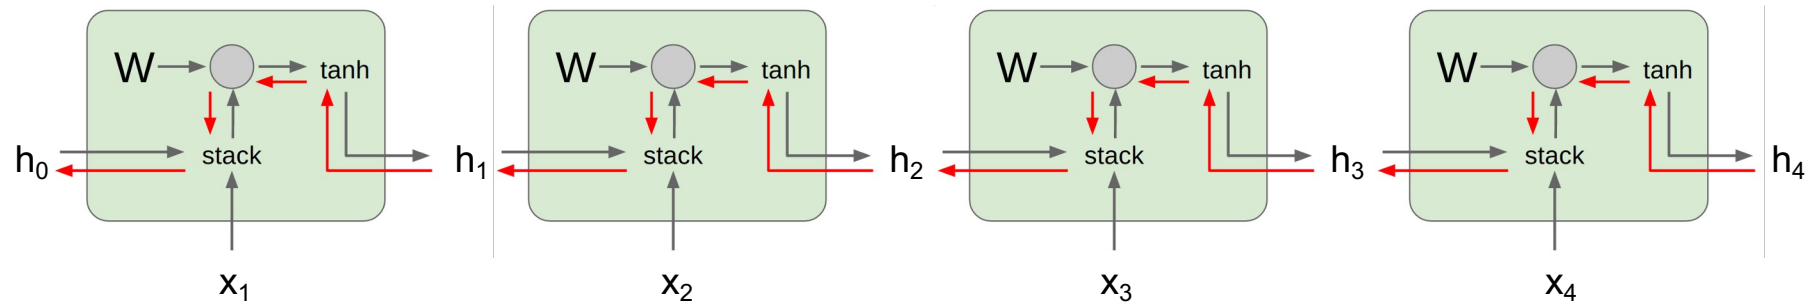 W tanh W tanh W tanh W tanh
h₀ stack h₁ stack h₂ stack h₃ stack h₄
x₁ x₂ x₃ x₄